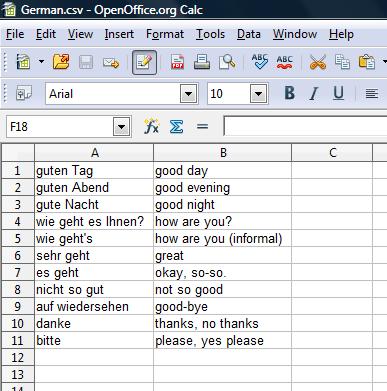 German.csv - OpenOffice.org Calc
File Edit View Insert Format Tools Data Window Help
ABC ABC
Arial 10 B I U
F18 fx Σ =
A B C
1 guten Tag good day
2 guten Abend good evening
3 gute Nacht good night
4 wie geht es Ihnen? how are you?
5 wie geht's how are you (informal)
6 sehr geht great
7 es geht okay, so-so.
8 nicht so gut not so good
9 auf wiedersehen good-bye
10 danke thanks, no thanks
11 bitte please, yes please
12
13
14